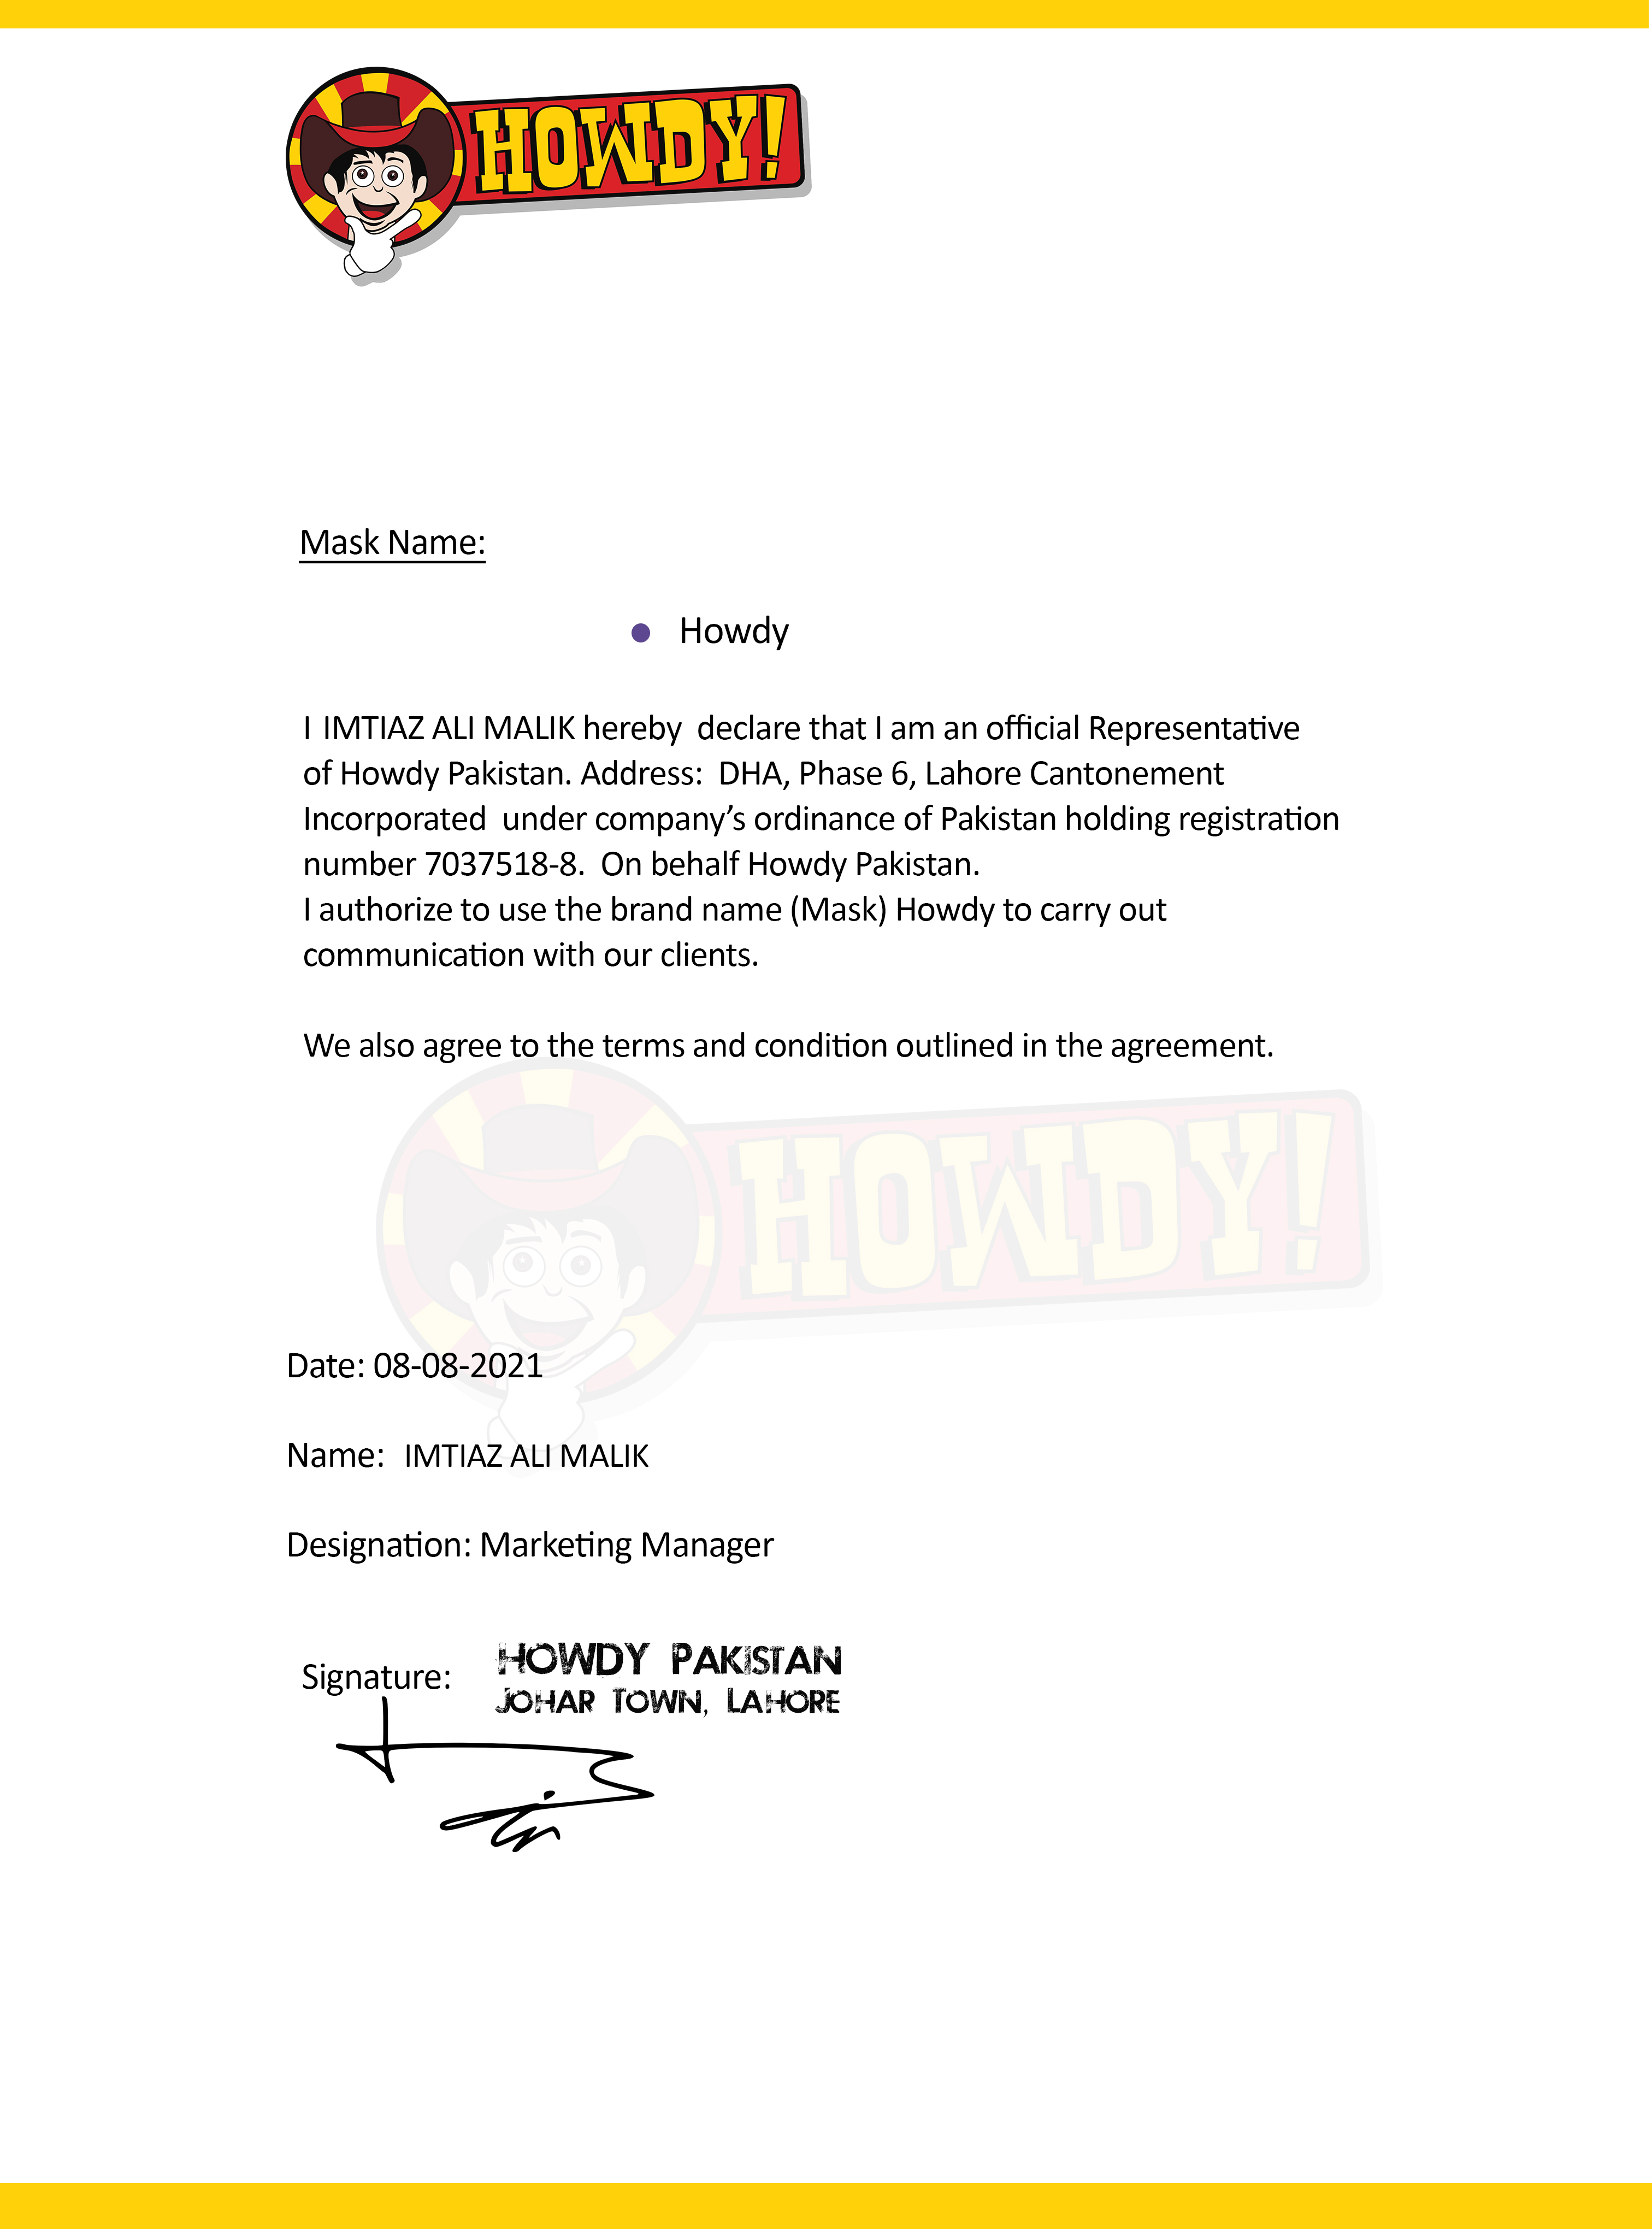 HOWDY!
Mask Name:
• Howdy
I IMTIAZ ALI MALIK hereby declare that I am an official Representative
of Howdy Pakistan. Address: DHA, Phase 6, Lahore Cantonement
Incorporated under company’s ordinance of Pakistan holding registration
number 7037518-8. On behalf Howdy Pakistan.
I authorize to use the brand name (Mask) Howdy to carry out
communication with our clients.
We also agree to the terms and condition outlined in the agreement.
HOWDY!
Date: 08-08-2021
Name: IMTIAZ ALI MALIK
Designation: Marketing Manager
Signature:
HOWDY PAKISTAN
JOHAR TOWN, LAHORE